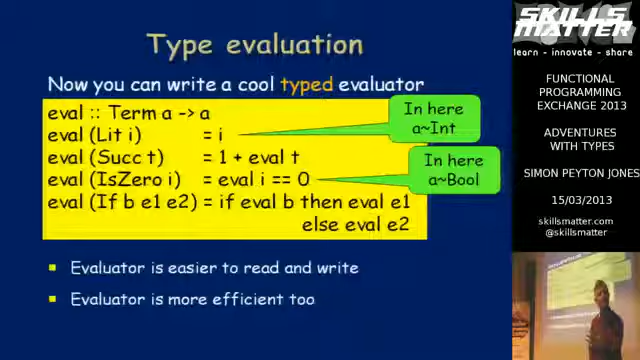 Type evaluation
Now you can write a cool typed evaluator
eval :: Term a -> a
eval (Lit i) = i
eval (Succ t) = 1 + eval t
eval (IsZero i) = eval i == 0
eval (If b e1 e2) = if eval b then eval e1
else eval e2
In here
a~Int
In here
a~Bool
Evaluator is easier to read and write
Evaluator is more efficient too
SKILLS
MATTER
learn - innovate - share
FUNCTIONAL
PROGRAMMING
EXCHANGE 2013
ADVENTURES
WITH TYPES
SIMON PEYTON JONES
15/03/2013
skillsmatter.com
@skillsmatter